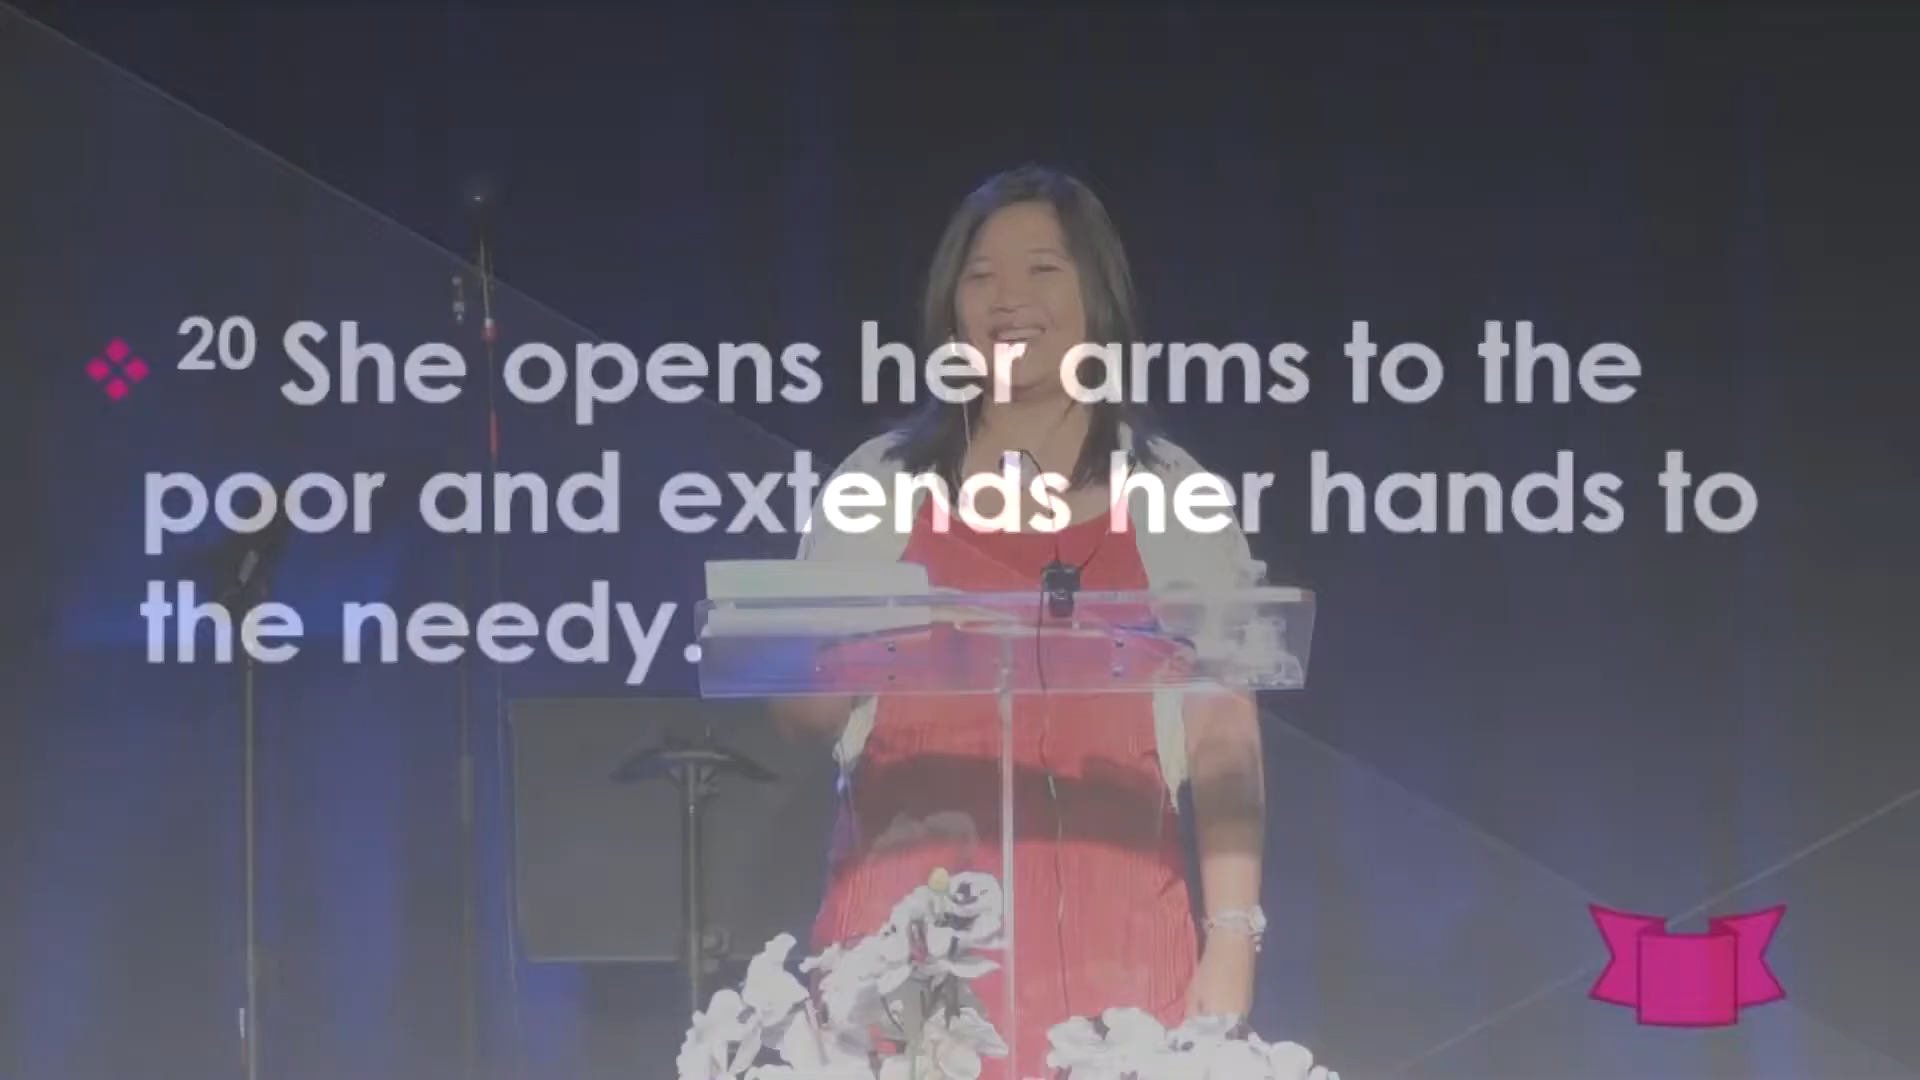 20 She opens her arms to the
poor and extends her hands to
the needy.